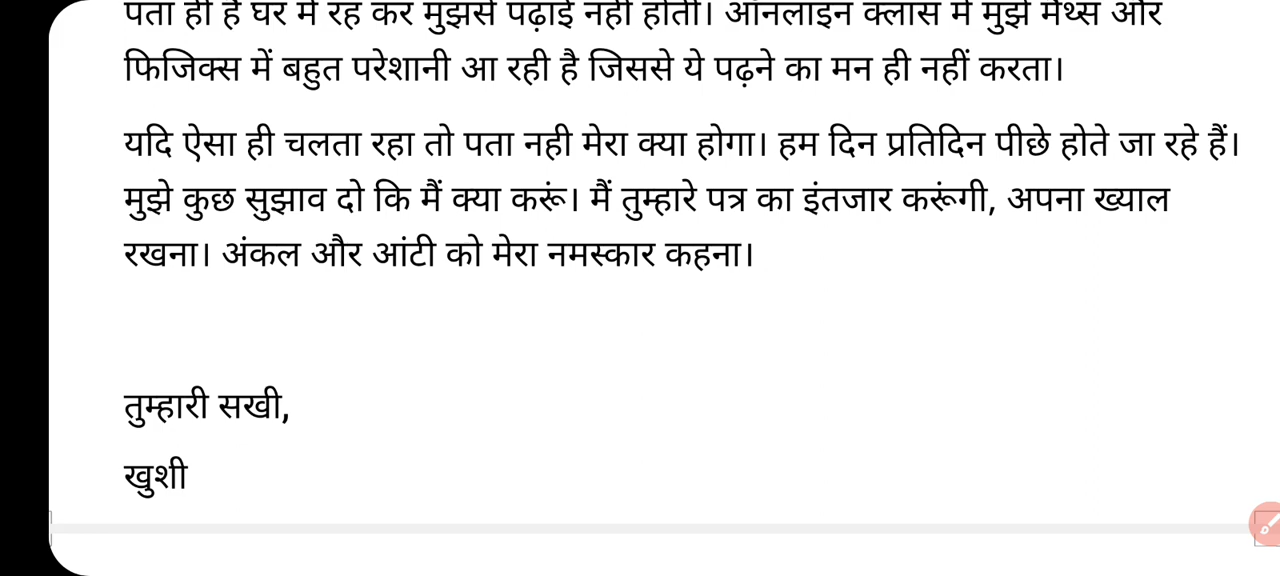 पता ही है घर में रह कर मुझसे पढ़ाई नहीं होती। ऑनलाइन क्लास में मुझे मैथ्स और
फिजिक्स में बहुत परेशानी आ रही है जिससे ये पढ़ने का मन ही नहीं करता।
यदि ऐसा ही चलता रहा तो पता नही मेरा क्या होगा। हम दिन प्रतिदिन पीछे होते जा रहे हैं।
मुझे कुछ सुझाव दो कि मैं क्या करूं। मैं तुम्हारे पत्र का इंतजार करूंगी, अपना ख्याल
रखना। अंकल और आंटी को मेरा नमस्कार कहना।
तुम्हारी सखी,
खुशी